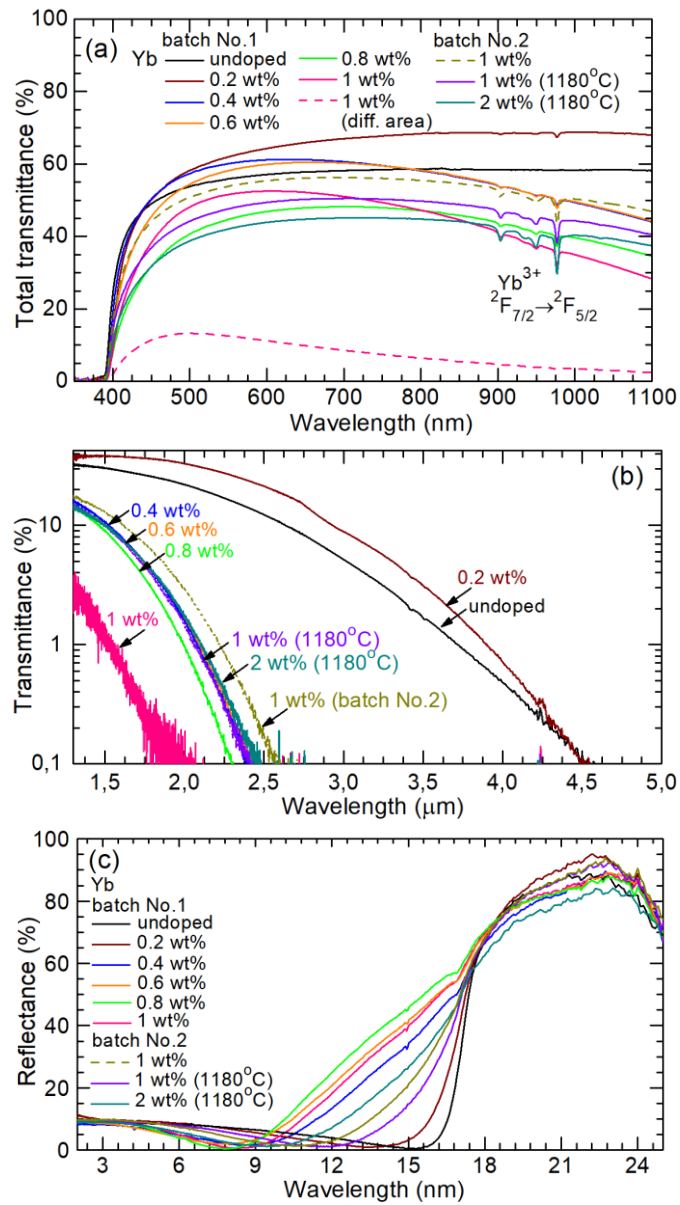 (a)
batch No.1
Yb
undoped
0.2 wt%
0.4 wt%
0.6 wt%
0.8 wt%
1 wt%
1 wt%
(diff. area)
batch No.2
1 wt%
1 wt% (1180°C)
2 wt% (1180°C)
Total transmittance (%)
100
80
60
40
20
0
Yb³⁺
²F₇/₂→²F₅/₂
400 500 600 700 800 900 1000 1100
Wavelength (nm)
(b)
Transmittance (%)
10
1
0,1
0.4 wt%
0.6 wt%
0.8 wt%
0.2 wt%
undoped
1 wt%
1 wt% (1180°C)
2 wt% (1180°C)
1 wt% (batch No.2)
1,5 2,0 2,5 3,0 3,5 4,0 4,5 5,0
Wavelength (μm)
(c)
Yb
batch No.1
undoped
0.2 wt%
0.4 wt%
0.6 wt%
0.8 wt%
1 wt%
batch No.2
1 wt%
1 wt% (1180°C)
2 wt% (1180°C)
Reflectance (%)
100
80
60
40
20
0
3 6 9 12 15 18 21 24
Wavelength (nm)